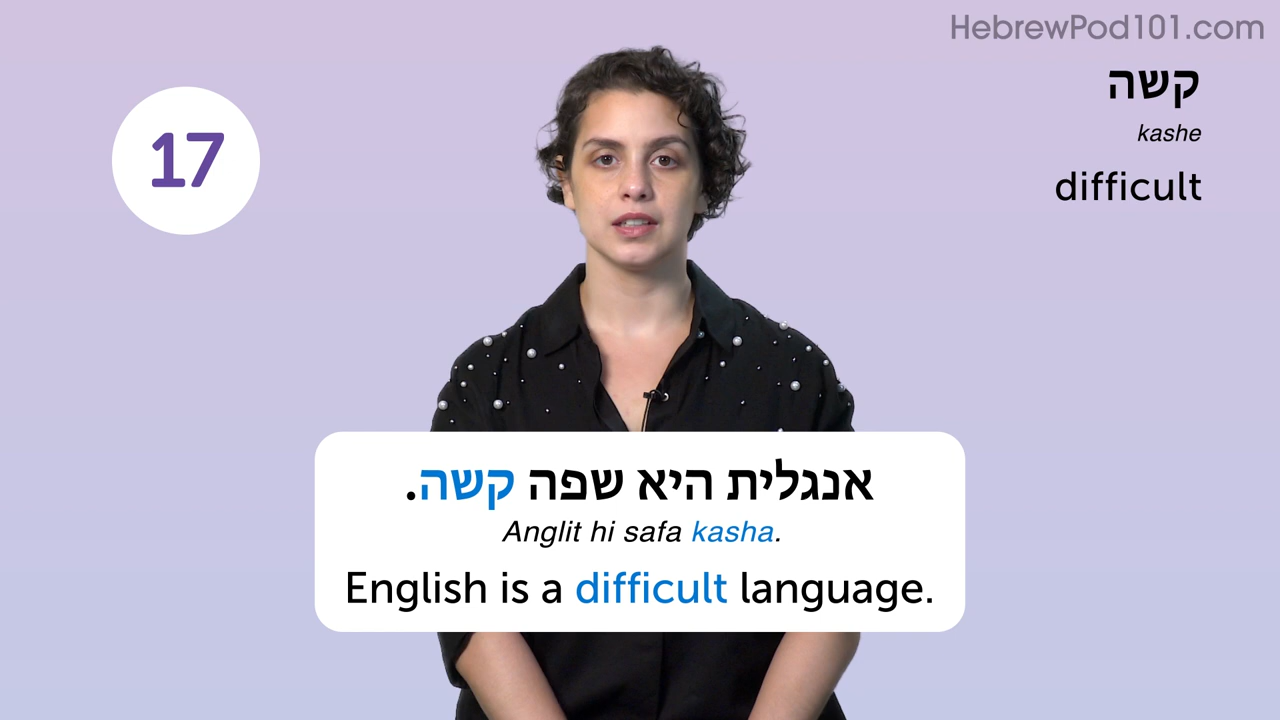 HebrewPod101.com
17
קשה
kashe
difficult
אנגלית היא שפה קשה.
Anglit hi safa kasha.
English is a difficult language.